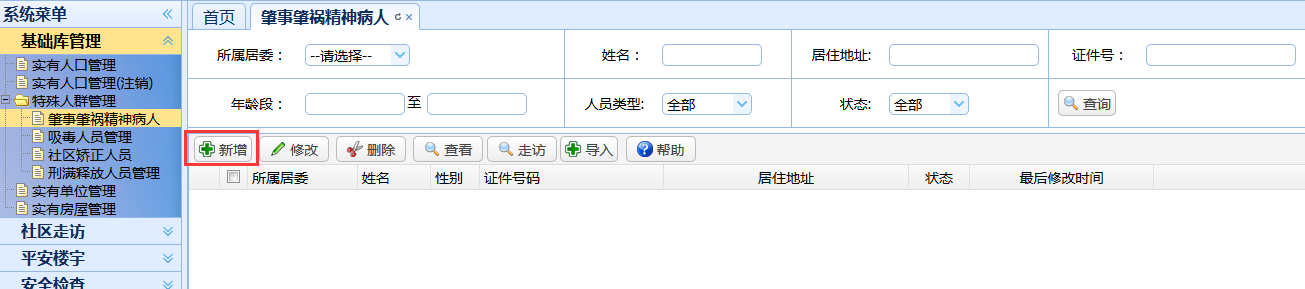 系统菜单
基础库管理
实有人口管理
实有人口管理(注销)
特殊人群管理
肇事肇祸精神病人
吸毒人员管理
社区矫正人员
刑满释放人员管理
实有单位管理
实有房屋管理
社区走访
平安楼宇
安全检查
首页 肇事肇祸精神病人
所属居委： --请选择-- 姓名： 居住地址: 证件号：
年龄段： 至 人员类型: 全部 状态: 全部 查询
新增 修改 删除 查看 走访 导入 帮助
所属居委 姓名 性别 证件号码 居住地址 状态 最后修改时间